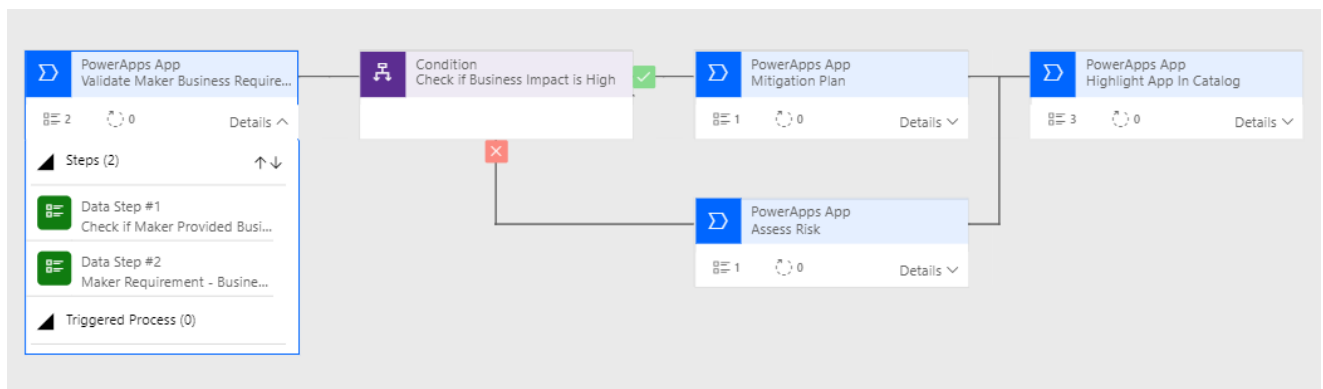 PowerApps App
Validate Maker Business Require...
2
0
Details
Steps (2)
Data Step #1
Check if Maker Provided Busi...
Data Step #2
Maker Requirement - Busine...
Triggered Process (0)
Condition
Check if Business Impact is High
PowerApps App
Mitigation Plan
1
0
Details
PowerApps App
Assess Risk
1
0
Details
PowerApps App
Highlight App In Catalog
3
0
Details